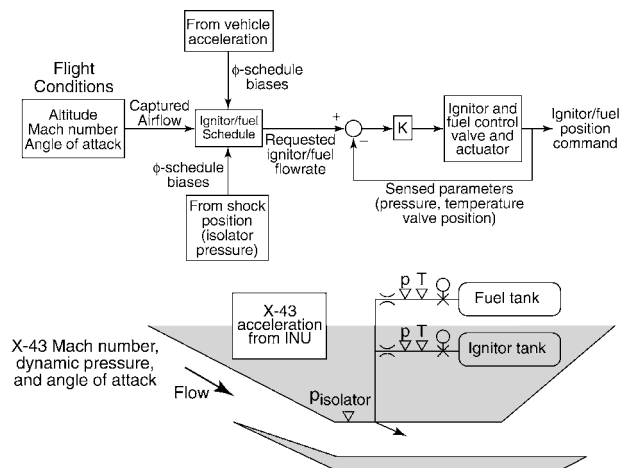 From vehicle
acceleration
Flight
Conditions
ϕ-schedule
biases
Altitude
Mach number
Angle of attack
Captured
Airflow
Ignitor/fuel
Schedule
Requested
ignitor/fuel
flowrate
+
−
K
Ignitor and
fuel control
valve and
actuator
Ignitor/fuel
position
command
ϕ-schedule
biases
From shock
position
(isolator
pressure)
Sensed parameters
(pressure, temperature
valve position)
X-43
acceleration
from INU
p T
Fuel tank
p T
Ignitor tank
X-43 Mach number,
dynamic pressure,
and angle of attack
Flow
pisolator